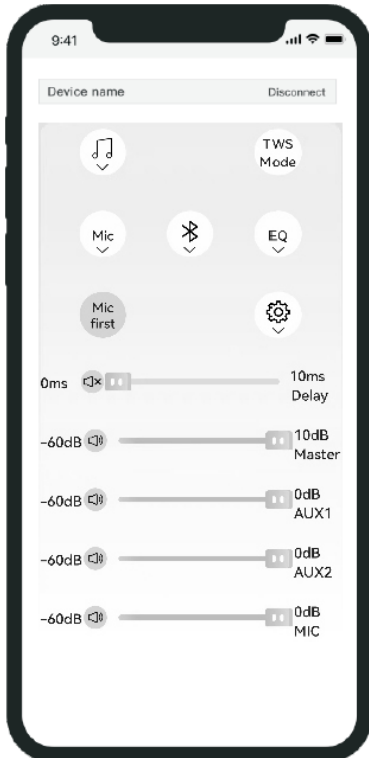 9:41
Device name Disconnect
TWS
Mode
Mic EQ
Mic
first
0ms 10ms
Delay
-60dB 10dB
Master
-60dB 0dB
AUX1
-60dB 0dB
AUX2
-60dB 0dB
MIC